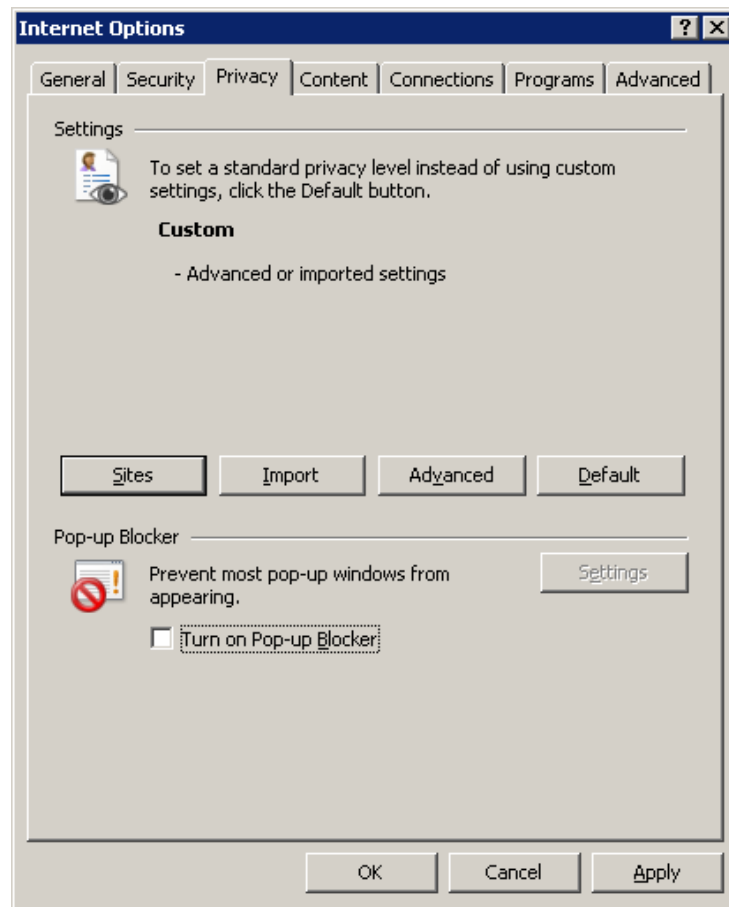 Internet Options
General Security Privacy Content Connections Programs Advanced
Settings
To set a standard privacy level instead of using custom
settings, click the Default button.
Custom
- Advanced or imported settings
Sites Import Advanced Default
Pop-up Blocker
Prevent most pop-up windows from
appearing.
Settings
Turn on Pop-up Blocker
OK Cancel Apply